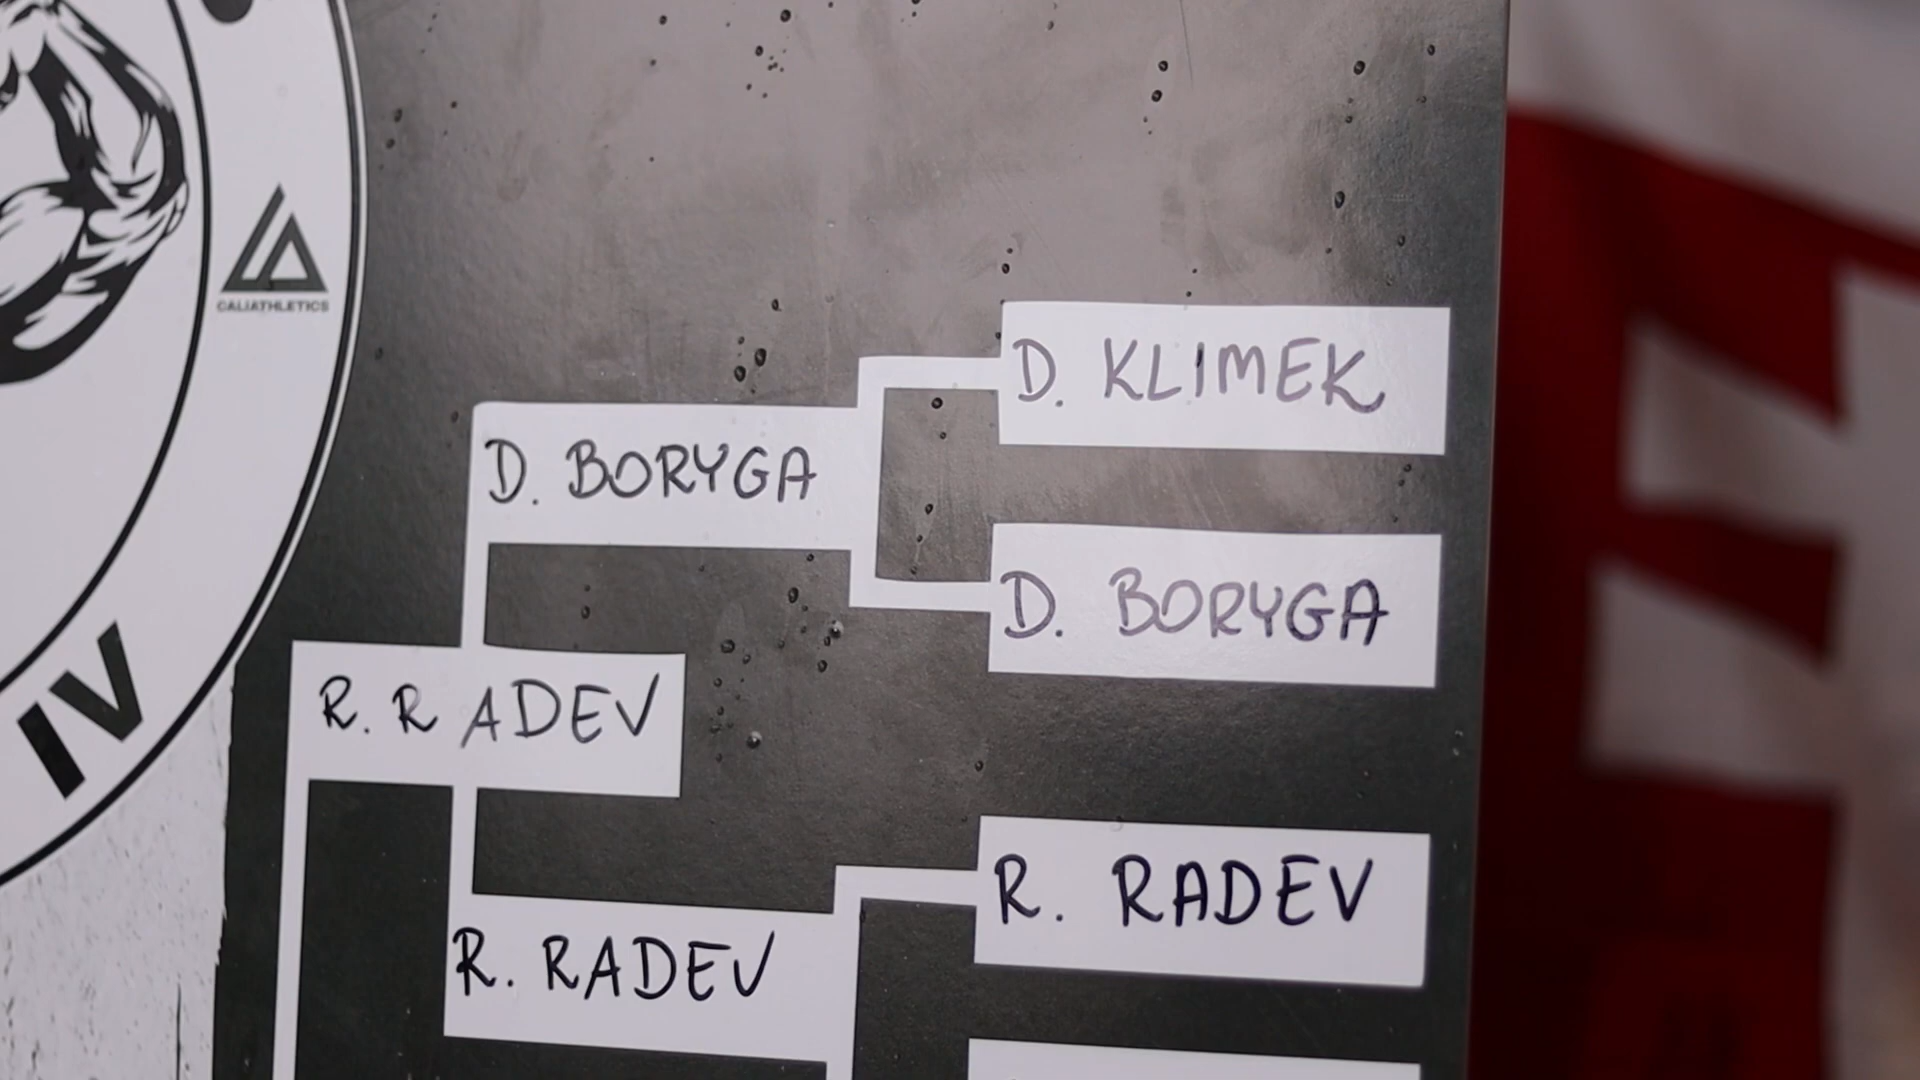 CALIATHLETICS
D. KLIMEK
D. BORYGA
D. BORYGA
IV
R. RADEV
R. RADEV
R. RADEV